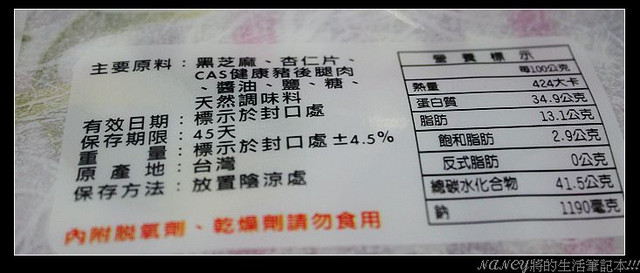 主要原料：黑芝麻、杏仁片、
CAS健康豬後腿肉
、醬油、鹽、糖、
天然調味料
有效日期：標示於封口處
保存期限：45天
重　　量：標示於封口處±4.5%
原 產 地：台灣
保存方法：放置陰涼處
內附脫氧劑、乾燥劑請勿食用
營 養 標 示
每100公克
熱量 424大卡
蛋白質 34.9公克
脂肪 13.1公克
飽和脂肪 2.9公克
反式脂肪 0公克
總碳水化合物 41.5公克
鈉 1190毫克
NANCY將的生活筆記本!!!